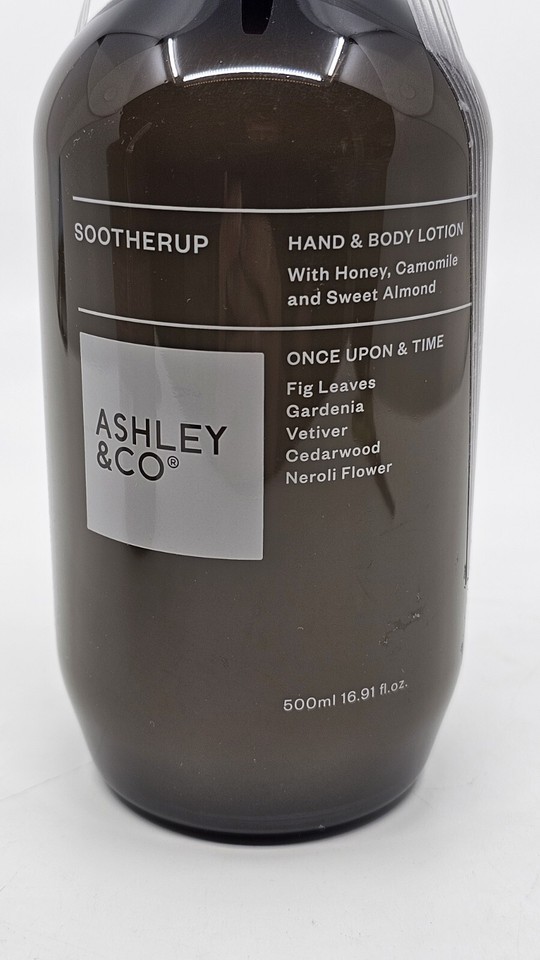 SOOTHERUP
HAND & BODY LOTION
With Honey, Camomile
and Sweet Almond
ASHLEY
&CO®
ONCE UPON & TIME
Fig Leaves
Gardenia
Vetiver
Cedarwood
Neroli Flower
500ml 16.91 fl.oz.